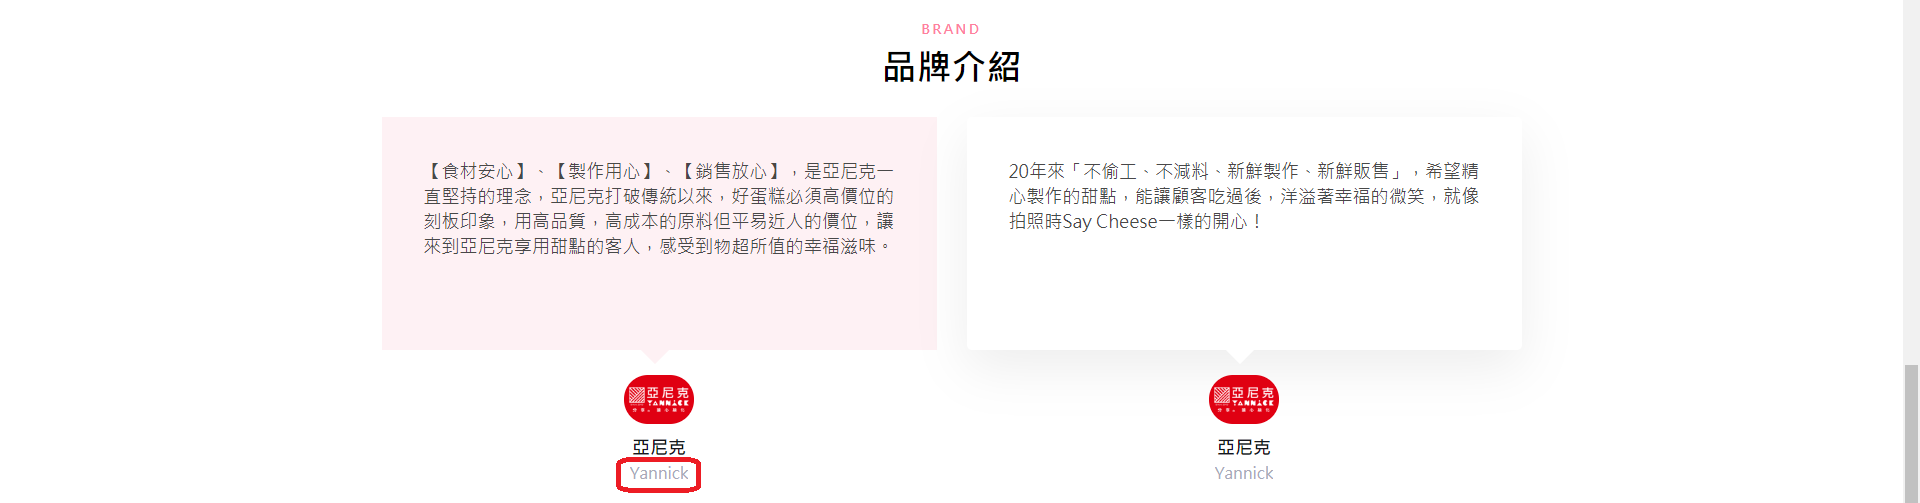 BRAND
品牌介紹
【食材安心】、【製作用心】、【銷售放心】，是亞尼克一
直堅持的理念，亞尼克打破傳統以來，好蛋糕必須高價位的
刻板印象，用高品質，高成本的原料但平易近人的價位，讓
來到亞尼克享用甜點的客人，感受到物超所值的幸福滋味。
亞尼克
YANNICK
亞尼克
Yannick
20年來「不偷工、不減料、新鮮製作、新鮮販售」，希望精
心製作的甜點，能讓顧客吃過後，洋溢著幸福的微笑，就像
拍照時Say Cheese一樣的開心！
亞尼克
YANNICK
亞尼克
Yannick